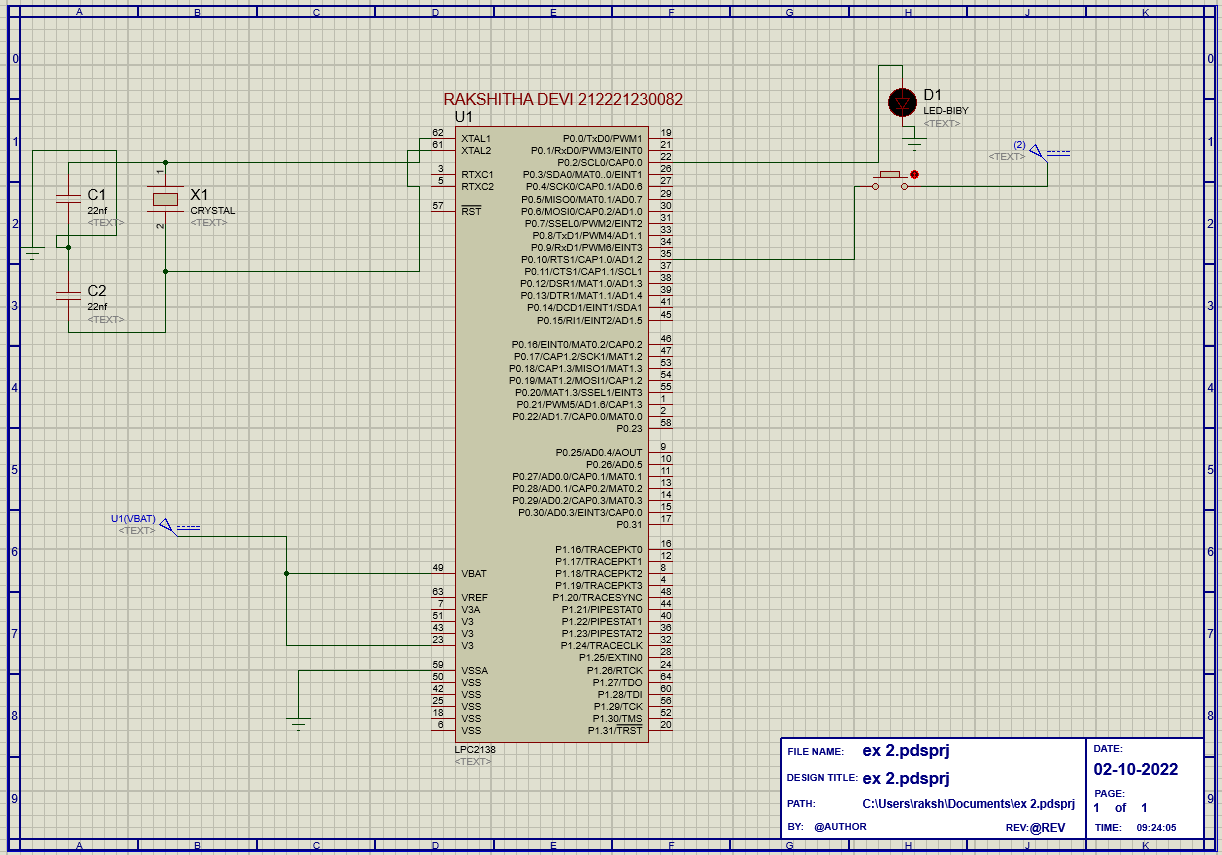 A B C D E F G H J K
0 0
RAKSHITHA DEVI 212221230082
U1
D1
LED-BIBY
<TEXT>
1 1
(2)
<TEXT>
62 XTAL1
61 XTAL2
3 RTXC1
5 RTXC2
57 RST
P0.0/TxD0/PWM1 19
P0.1/RxD0/PWM3/EINT0 21
P0.2/SCL0/CAP0.0 22
P0.3/SDA0/MAT0.0/EINT1 26
P0.4/SCK0/CAP0.1/AD0.6 27
P0.5/MISO0/MAT0.1/AD0.7 29
P0.6/MOSI0/CAP0.2/AD1.0 30
P0.7/SSEL0/PWM2/EINT2 31
P0.8/TxD1/PWM4/AD1.1 33
P0.9/RxD1/PWM6/EINT3 34
P0.10/RTS1/CAP1.0/AD1.2 35
P0.11/CTS1/CAP1.1/SCL1 37
P0.12/DSR1/MAT1.0/AD1.3 38
P0.13/DTR1/MAT1.1/AD1.4 39
P0.14/DCD1/EINT1/SDA1 41
P0.15/RI1/EINT2/AD1.5 45
C1
22nf
<TEXT>
1
X1
CRYSTAL
<TEXT>
2
2 2
C2
22nf
<TEXT>
3 3
P0.16/EINT0/MAT0.2/CAP0.2 46
P0.17/CAP1.2/SCK1/MAT1.2 47
P0.18/CAP1.3/MISO1/MAT1.3 53
P0.19/MAT1.2/MOSI1/CAP1.2 54
P0.20/MAT1.3/SSEL1/EINT3 55
P0.21/PWM5/AD1.6/CAP1.3 1
P0.22/AD1.7/CAP0.0/MAT0.0 2
P0.23 58
4 4
P0.25/AD0.4/AOUT 9
P0.26/AD0.5 10
P0.27/AD0.0/CAP0.1/MAT0.1 11
P0.28/AD0.1/CAP0.2/MAT0.2 13
P0.29/AD0.2/CAP0.3/MAT0.3 14
P0.30/AD0.3/EINT3/CAP0.0 15
P0.31 17
5 5
U1(VBAT)
<TEXT>
6 6
P1.16/TRACEPKT0 16
P1.17/TRACEPKT1 12
49 VBAT P1.18/TRACEPKT2 8
P1.19/TRACEPKT3 4
63 VREF P1.20/TRACESYNC 48
7 V3A P1.21/PIPESTAT0 44
51 V3 P1.22/PIPESTAT1 40
43 V3 P1.23/PIPESTAT2 36
23 V3 P1.24/TRACECLK 32
P1.25/EXTIN0 28
59 VSSA P1.26/RTCK 24
50 VSS P1.27/TDO 64
42 VSS P1.28/TDI 60
25 VSS P1.29/TCK 56
18 VSS P1.30/TMS 52
6 VSS P1.31/TRST 20
7 7
8 8
LPC2138
<TEXT>
9 9
FILE NAME: ex 2.pdsprj
DESIGN TITLE: ex 2.pdsprj
PATH: C:\Users\raksh\Documents\ex 2.pdsprj
BY: @AUTHOR REV:@REV
DATE:
02-10-2022
PAGE:
1 of 1
TIME: 09:24:05
A B C D E F G H J K